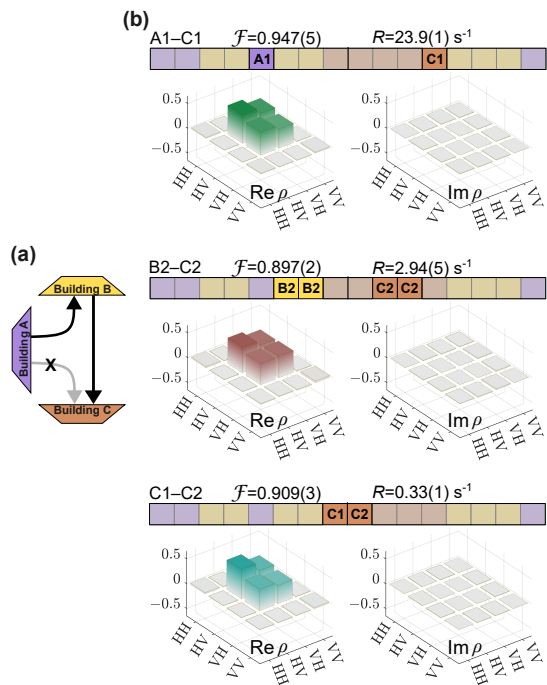 (b)
A1–C1 ℱ=0.947(5) R=23.9(1) s⁻¹
A1 C1
0.5 0 −0.5 HH HV VH VV HH HV VH VV Re ρ
0.5 0 −0.5 HH HV VH VV HH HV VH VV Im ρ
(a)
Building B
Building A
X
Building C
B2–C2 ℱ=0.897(2) R=2.94(5) s⁻¹
B2 B2 C2 C2
0.5 0 −0.5 HH HV VH VV HH HV VH VV Re ρ
0.5 0 −0.5 HH HV VH VV HH HV VH VV Im ρ
C1–C2 ℱ=0.909(3) R=0.33(1) s⁻¹
C1 C2
0.5 0 −0.5 HH HV VH VV HH HV VH VV Re ρ
0.5 0 −0.5 HH HV VH VV HH HV VH VV Im ρ